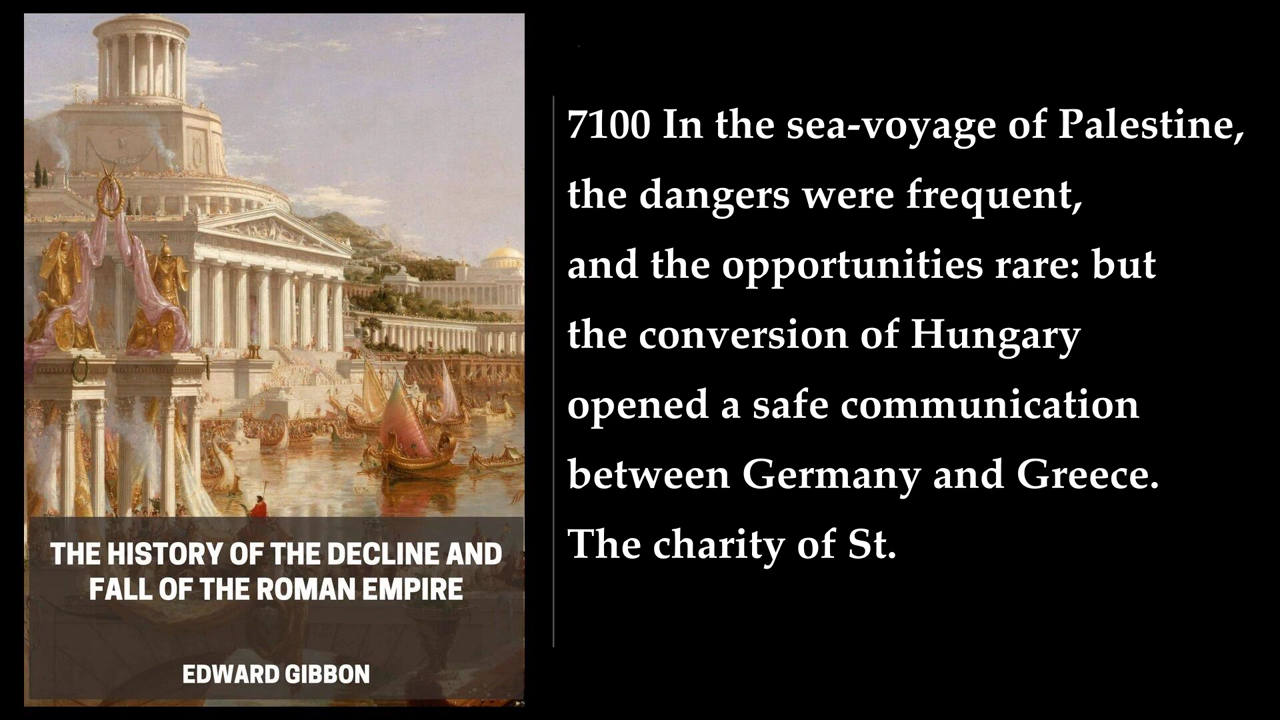 THE HISTORY OF THE DECLINE AND
FALL OF THE ROMAN EMPIRE
EDWARD GIBBON
7100 In the sea-voyage of Palestine,
the dangers were frequent,
and the opportunities rare: but
the conversion of Hungary
opened a safe communication
between Germany and Greece.
The charity of St.